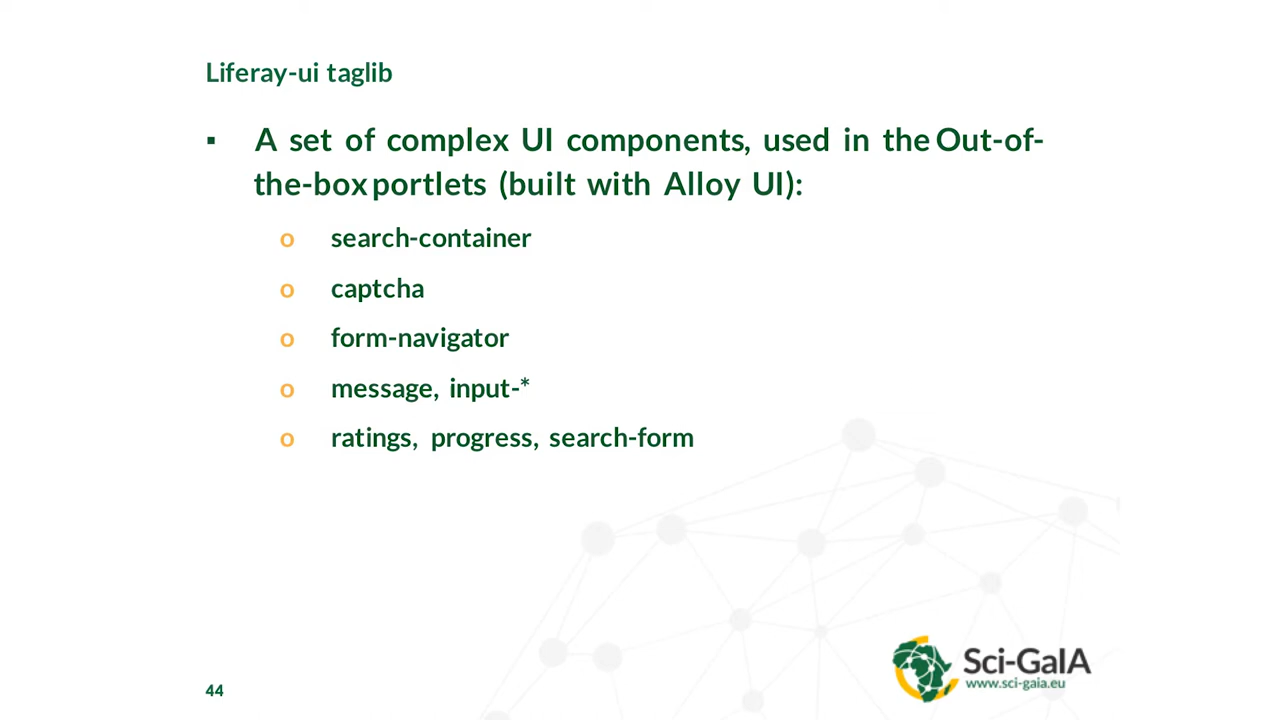 Liferay-ui taglib
▪ A set of complex UI components, used in the Out-of-
the-box portlets (built with Alloy UI):
o search-container
o captcha
o form-navigator
o message, input-*
o ratings, progress, search-form
Sci-GaIA
www.sci-gaia.eu
44